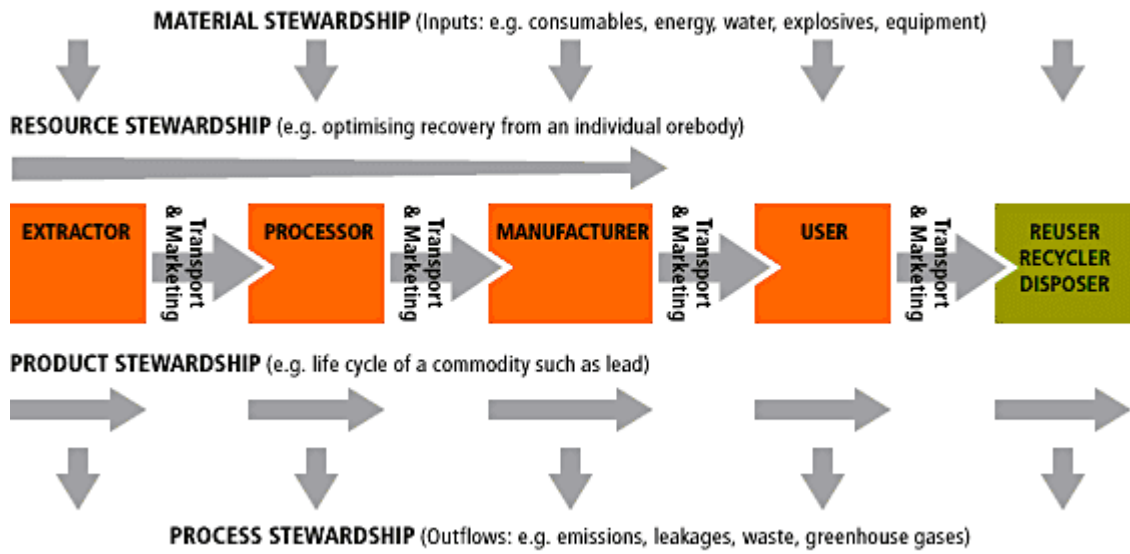 MATERIAL STEWARDSHIP (Inputs: e.g. consumables, energy, water, explosives, equipment)
RESOURCE STEWARDSHIP (e.g. optimising recovery from an individual orebody)
EXTRACTOR
Transport
& Marketing
PROCESSOR
Transport
& Marketing
MANUFACTURER
Transport
& Marketing
USER
Transport
& Marketing
REUSER
RECYCLER
DISPOSER
PRODUCT STEWARDSHIP (e.g. life cycle of a commodity such as lead)
PROCESS STEWARDSHIP (Outflows: e.g. emissions, leakages, waste, greenhouse gases)